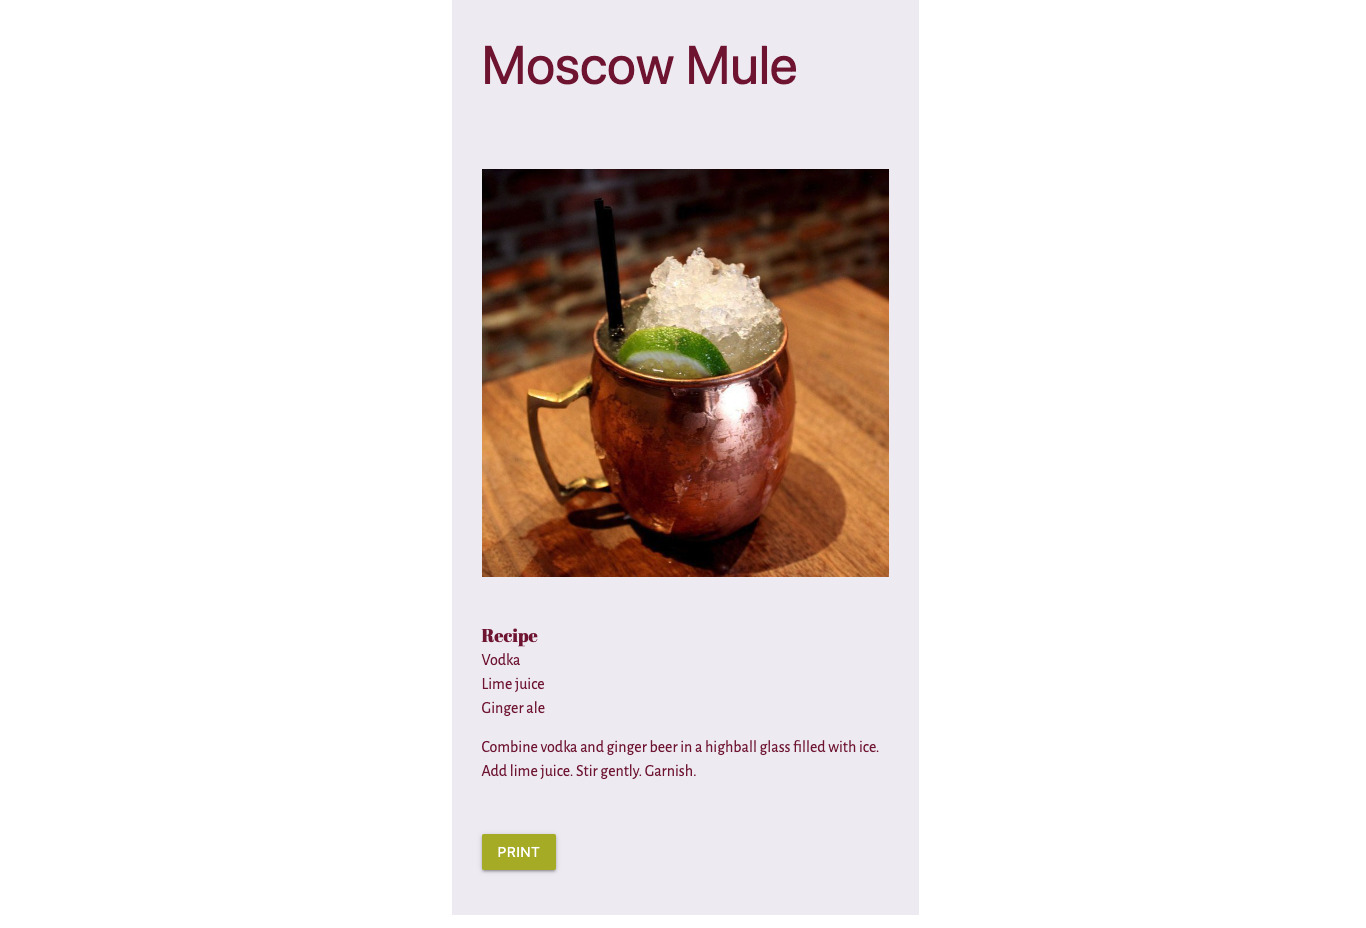 Moscow Mule
Recipe
Vodka
Lime juice
Ginger ale
Combine vodka and ginger beer in a highball glass filled with ice.
Add lime juice. Stir gently. Garnish.
PRINT